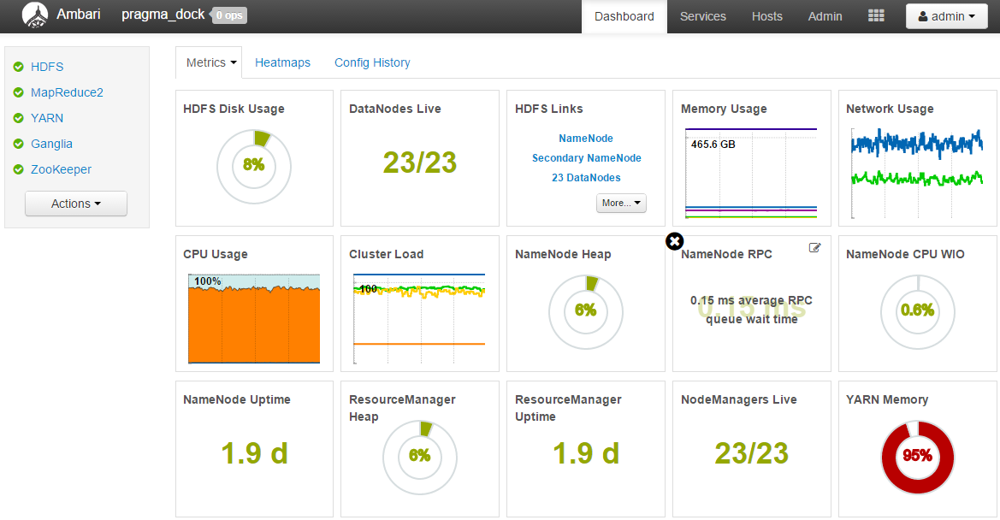 Ambari pragma_dock 0 ops Dashboard Services Hosts Admin admin
HDFS
MapReduce2
YARN
Ganglia
ZooKeeper
Actions
Metrics Heatmaps Config History
HDFS Disk Usage
8%
DataNodes Live
23/23
HDFS Links
NameNode
Secondary NameNode
23 DataNodes
More...
Memory Usage
465.6 GB
Network Usage
CPU Usage
100%
Cluster Load
100
NameNode Heap
6%
NameNode RPC
0.15 ms
0.15 ms average RPC
queue wait time
NameNode CPU WIO
0.6%
NameNode Uptime
1.9 d
ResourceManager
Heap
6%
ResourceManager
Uptime
1.9 d
NodeManagers Live
23/23
YARN Memory
95%